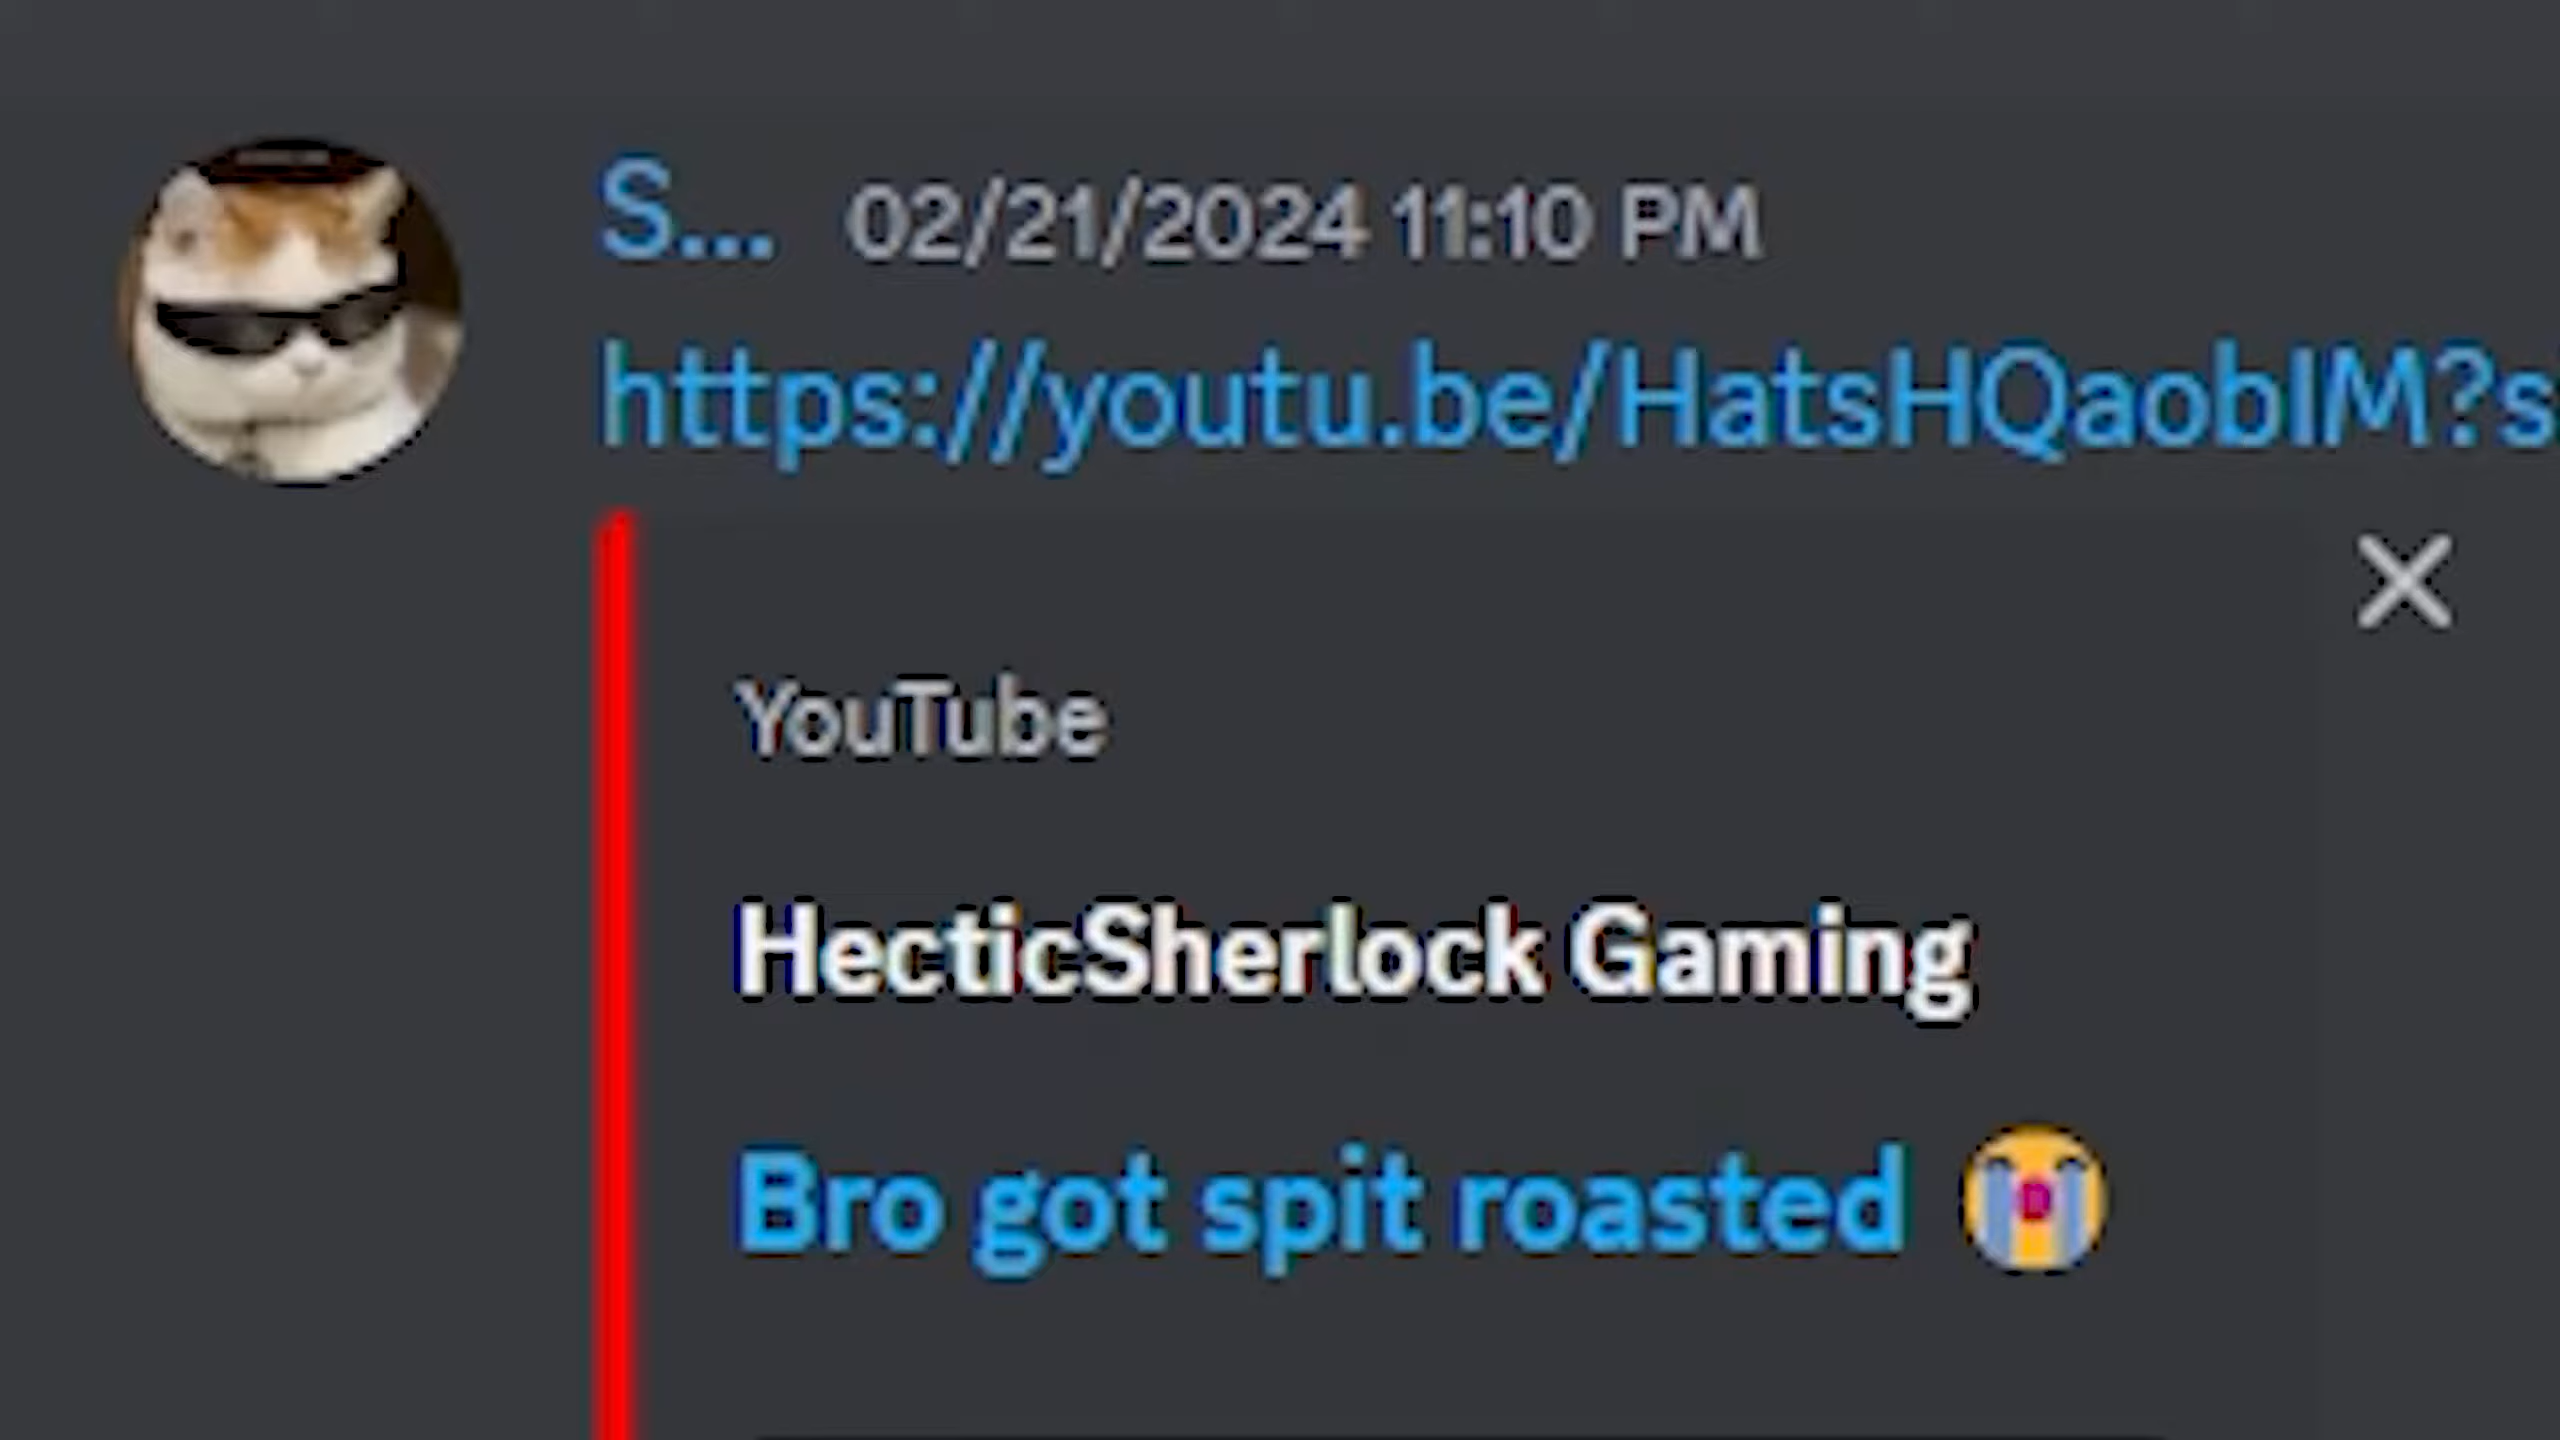 S... 02/21/2024 11:10 PM
https://youtu.be/HatsHQaobIM?s
YouTube
HecticSherlock Gaming
Bro got spit roasted 😭